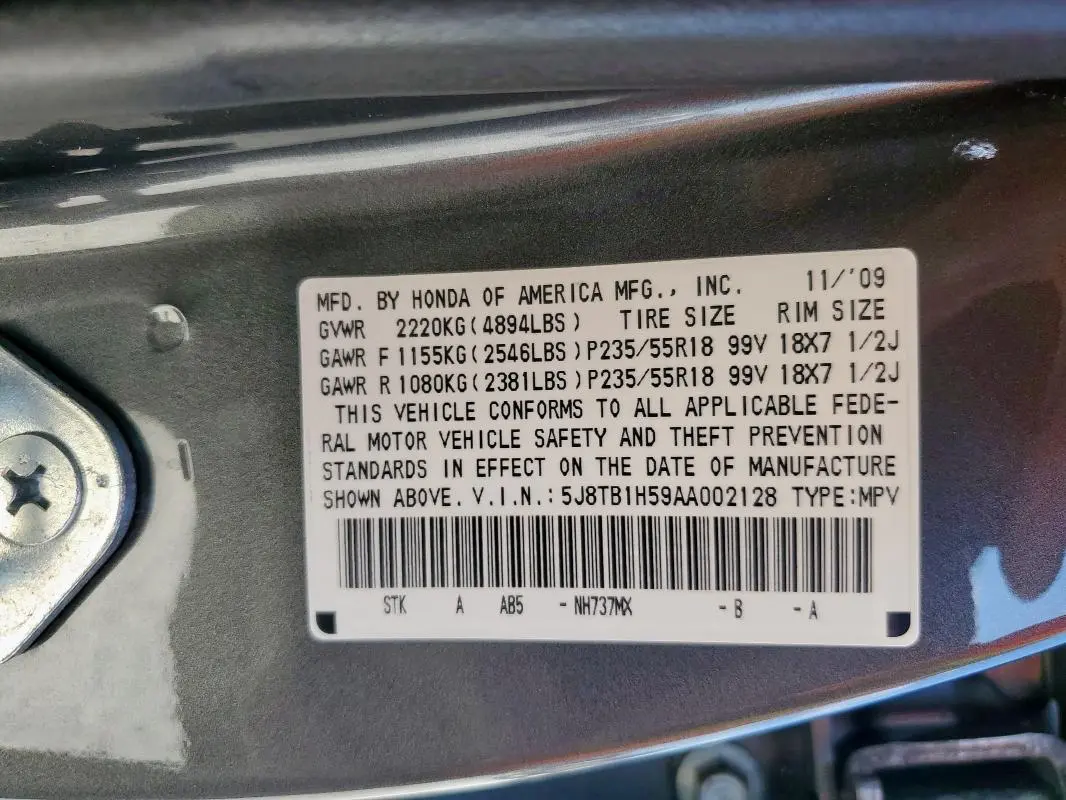 MFD. BY HONDA OF AMERICA MFG., INC. 11/'09
GVWR 2220KG(4894LBS) TIRE SIZE RIM SIZE
GAWR F 1155KG(2546LBS)P235/55R18 99V 18X7 1/2J
GAWR R 1080KG(2381LBS)P235/55R18 99V 18X7 1/2J
THIS VEHICLE CONFORMS TO ALL APPLICABLE FEDE-
RAL MOTOR VEHICLE SAFETY AND THEFT PREVENTION
STANDARDS IN EFFECT ON THE DATE OF MANUFACTURE
SHOWN ABOVE. V.I.N.:5J8TB1H59AA002128 TYPE:MPV
STK A AB5 - NH737MX - B - A